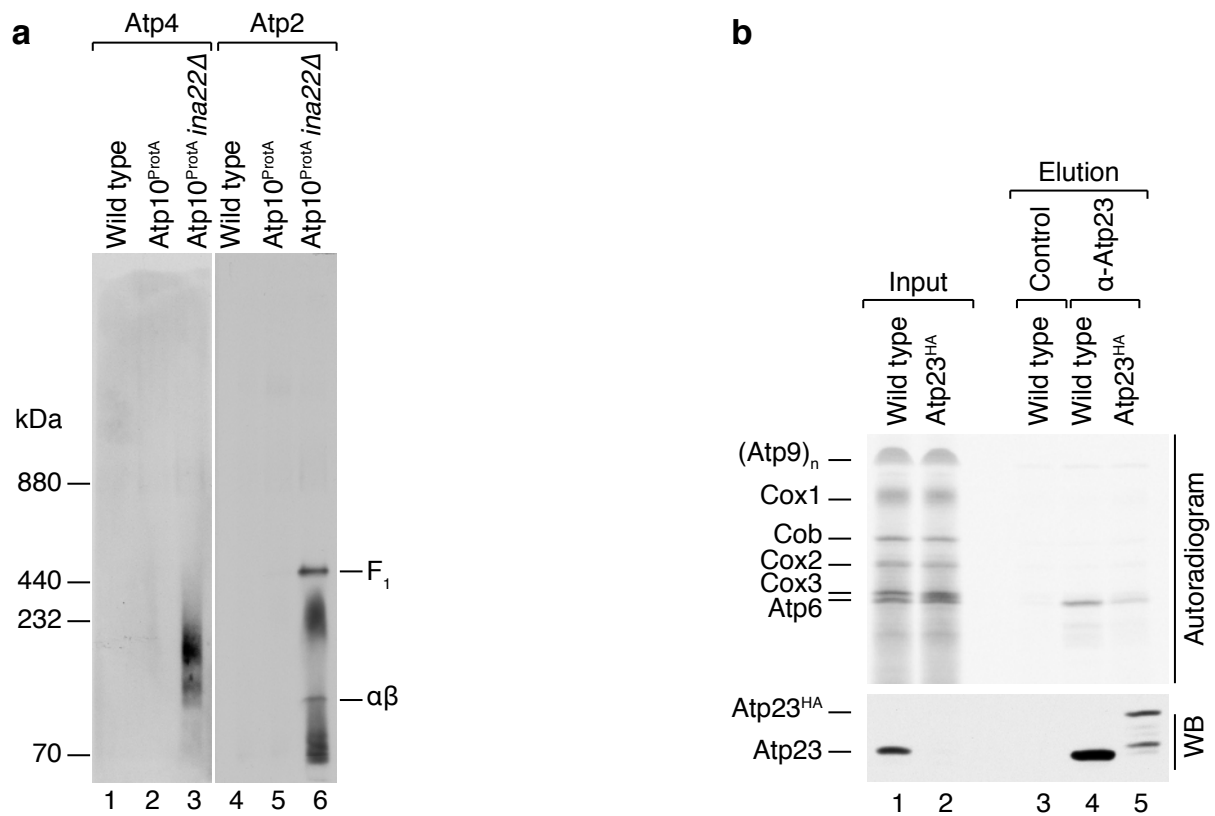 a
Atp4 Atp2
Wild type
Atp10ProtA
Atp10ProtA ina22Δ
Wild type
Atp10ProtA
Atp10ProtA ina22Δ
kDa
880
440
232
70
F1
αβ
1 2 3 4 5 6
b
Elution
Input
Control
α-Atp23
Wild type
Atp23HA
Wild type
Wild type
Atp23HA
(Atp9)n
Cox1
Cob
Cox2
Cox3
Atp6
Autoradiogram
Atp23HA
Atp23
WB
1 2 3 4 5